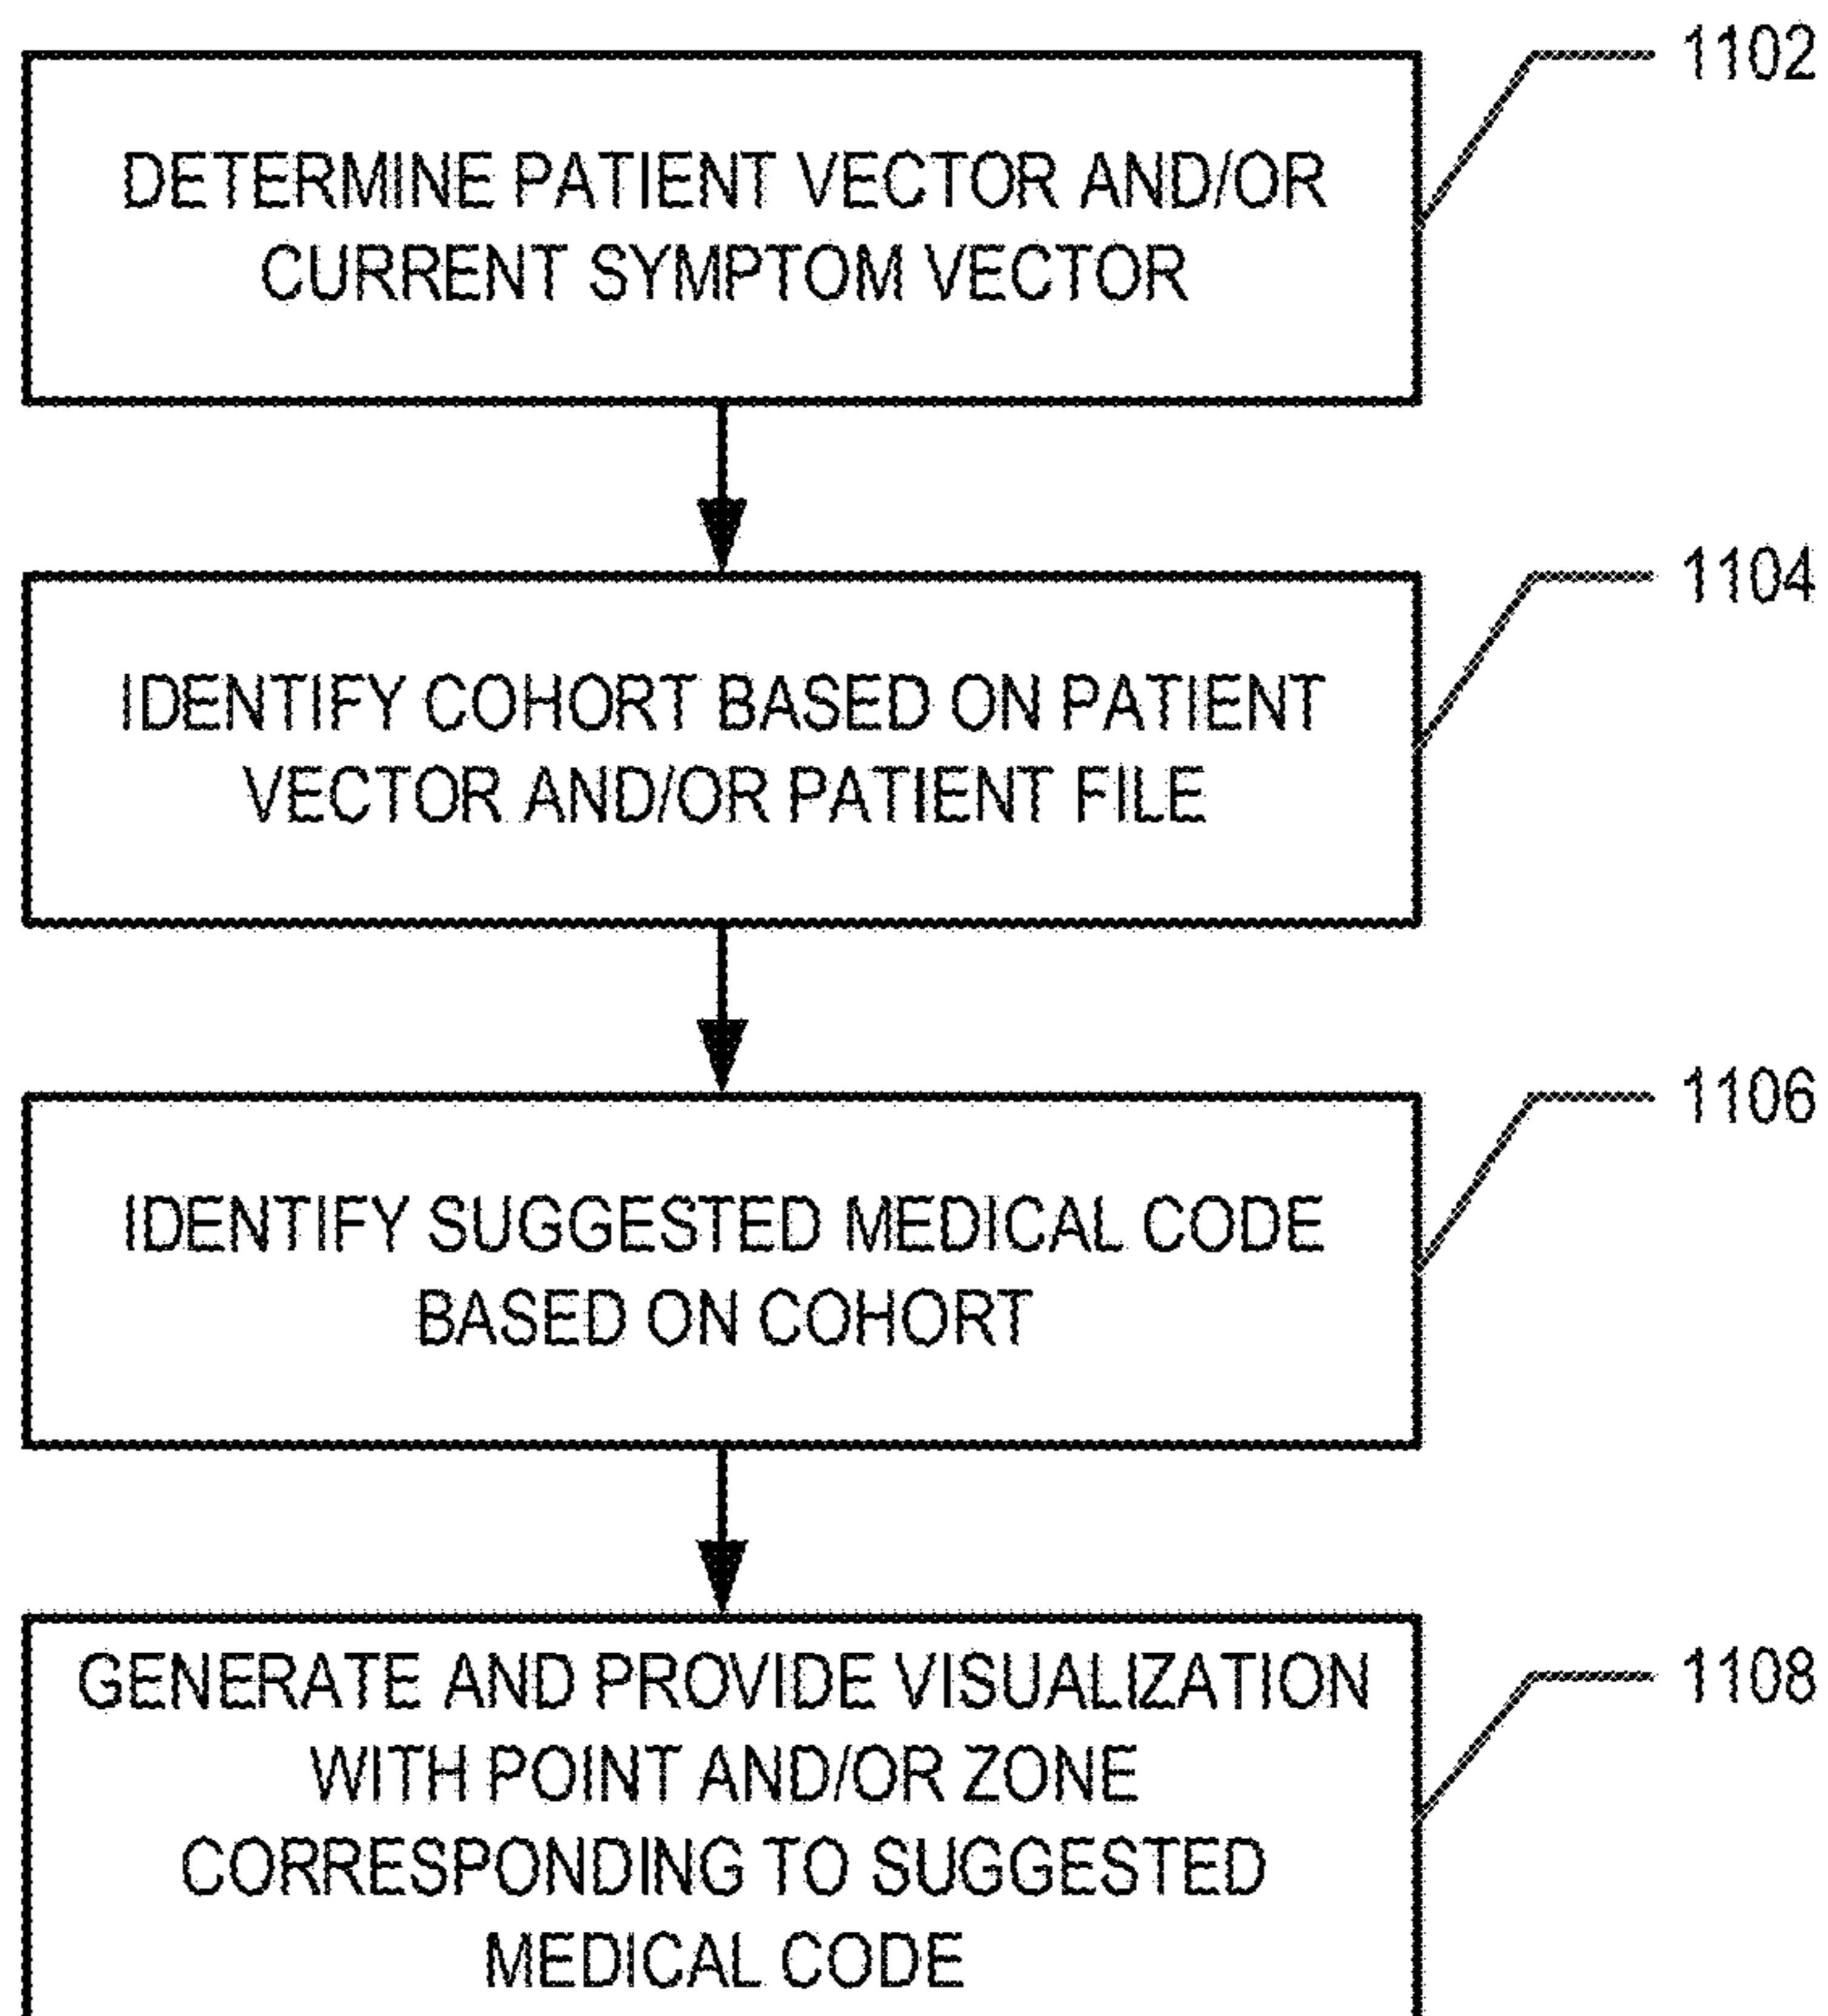 1102
DETERMINE PATIENT VECTOR AND/OR
CURRENT SYMPTOM VECTOR
1104
IDENTIFY COHORT BASED ON PATIENT
VECTOR AND/OR PATIENT FILE
1106
IDENTIFY SUGGESTED MEDICAL CODE
BASED ON COHORT
1108
GENERATE AND PROVIDE VISUALIZATION
WITH POINT AND/OR ZONE
CORRESPONDING TO SUGGESTED
MEDICAL CODE